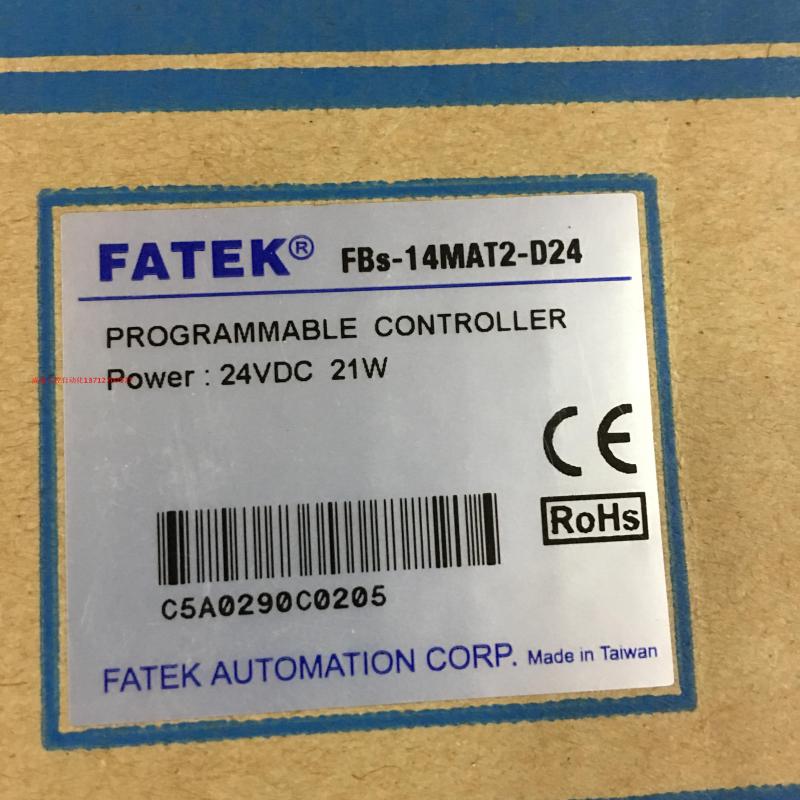 FATEK® FBs-14MAT2-D24
PROGRAMMABLE CONTROLLER
Power : 24VDC 21W
CE
RoHs
C5A0290C0205
FATEK AUTOMATION CORP. Made in Taiwan